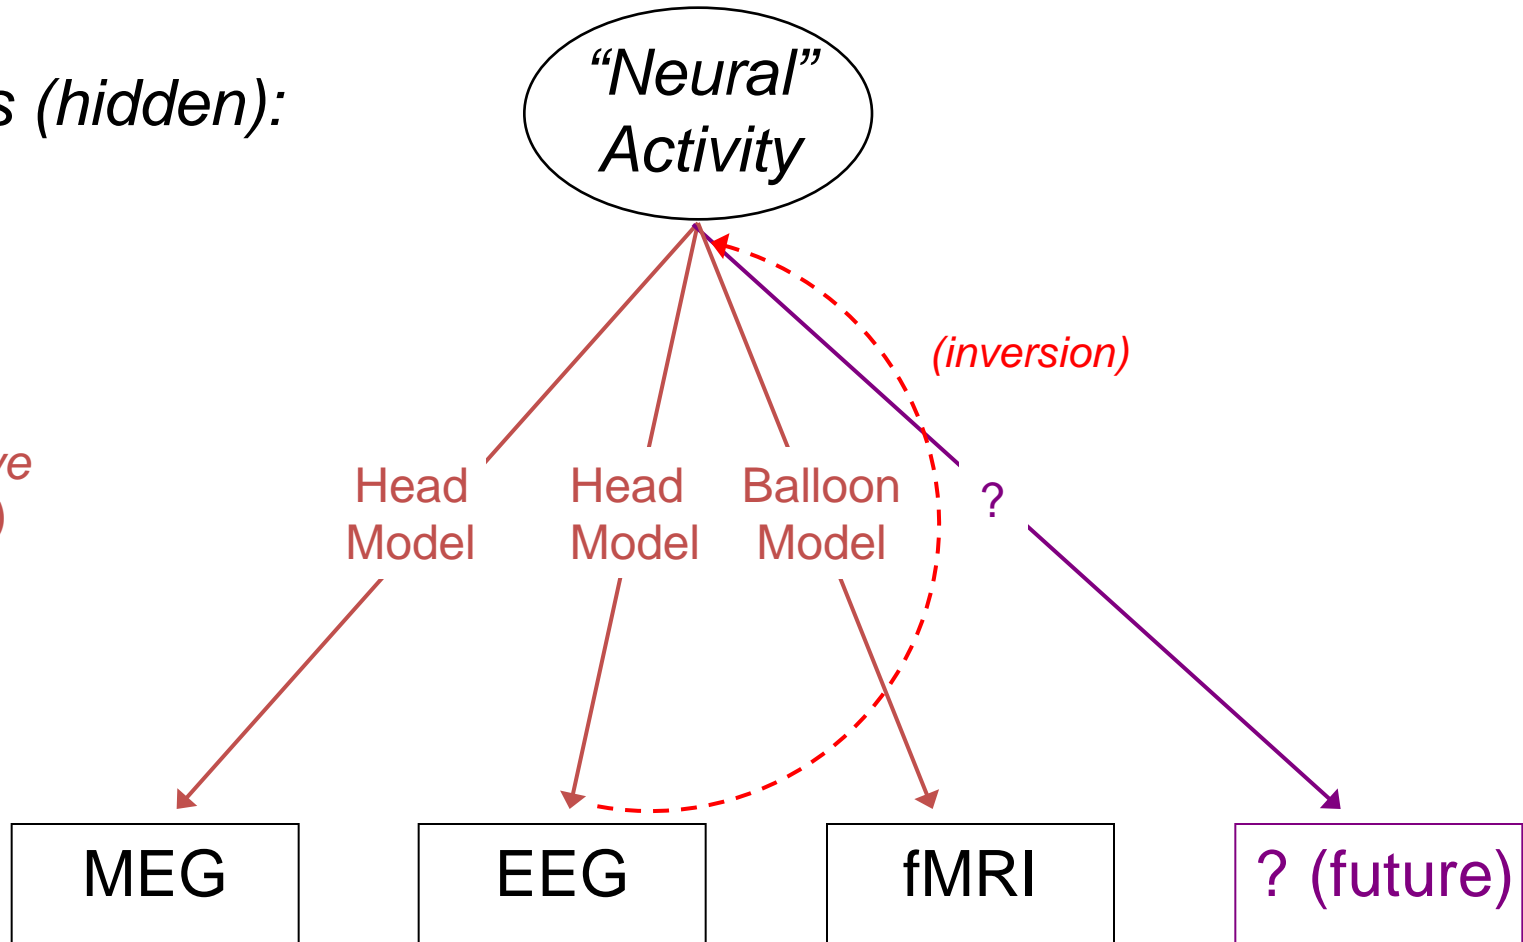 “Neural”
Activity
s (hidden):
(inversion)
ve
)
Head
Model
Head
Model
Balloon
Model
?
MEG
EEG
fMRI
? (future)